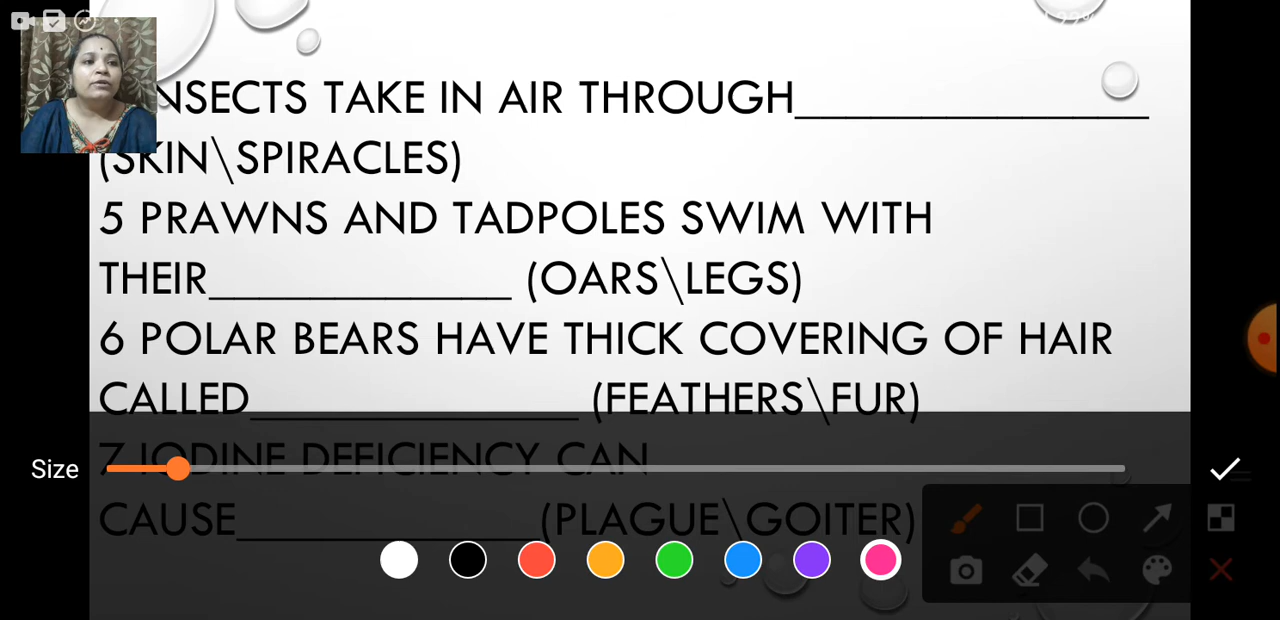 NSECTS TAKE IN AIR THROUGH______________
(SKIN\SPIRACLES)
5 PRAWNS AND TADPOLES SWIM WITH
THEIR____________ (OARS\LEGS)
6 POLAR BEARS HAVE THICK COVERING OF HAIR
CALLED_____________ (FEATHERS\FUR)
7 IODINE DEFICIENCY CAN
Size
CAUSE____________(PLAGUE\GOITER)